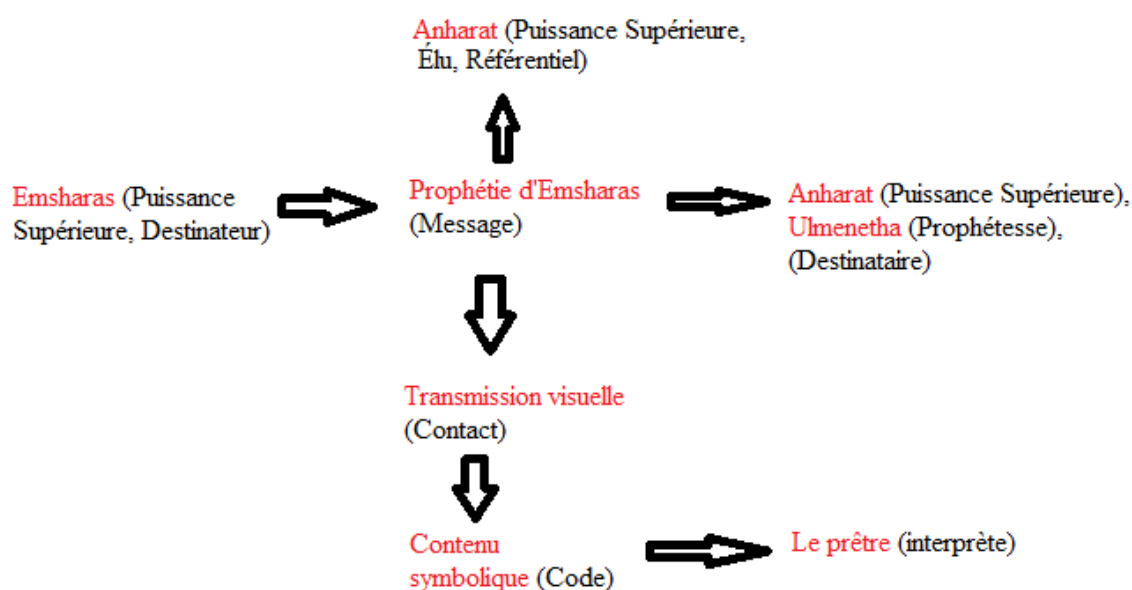 Anharat (Puissance Supérieure,
Élu, Référentiel)
Emsharas (Puissance
Supérieure, Destinateur)
Prophétie d'Emsharas
(Message)
Anharat (Puissance Supérieure),
Ulmenetha (Prophétesse),
(Destinataire)
Transmission visuelle
(Contact)
Contenu
symbolique (Code)
Le prêtre (interprète)